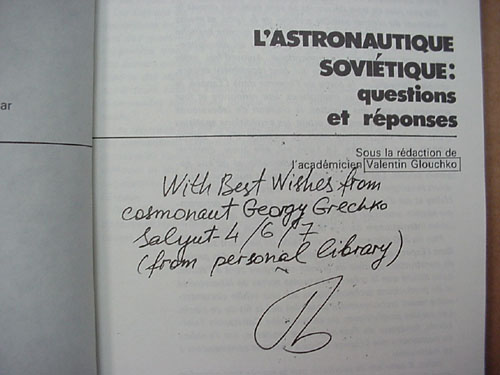 ar
L'ASTRONAUTIQUE
SOVIÉTIQUE:
questions
et réponses
Sous la rédaction de
l'académicien Valentin Glouchko
With Best Wishes from
cosmonaut Georgy Grechko
Salyut-4/6/7
(from personal library)